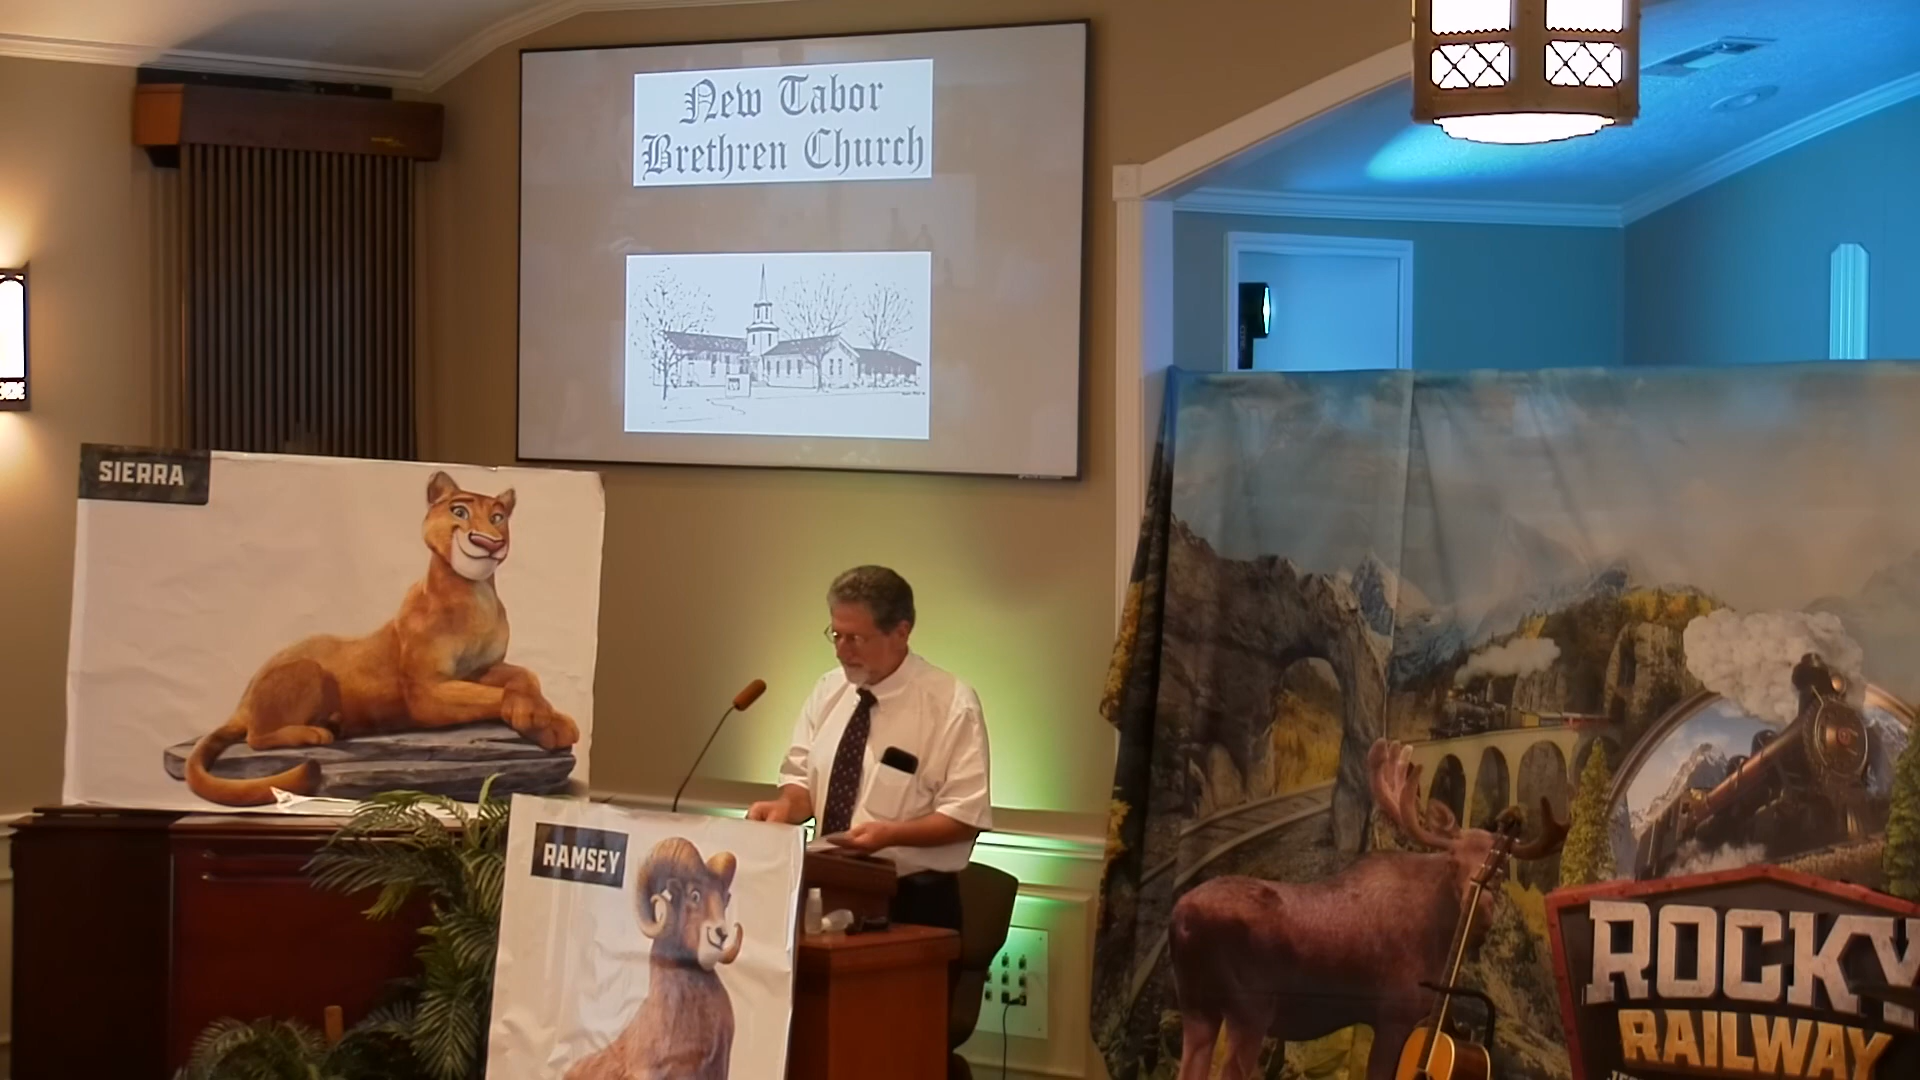 New Tabor
Brethren Church
SIERRA
RAMSEY
ROCKY
RAILWAY